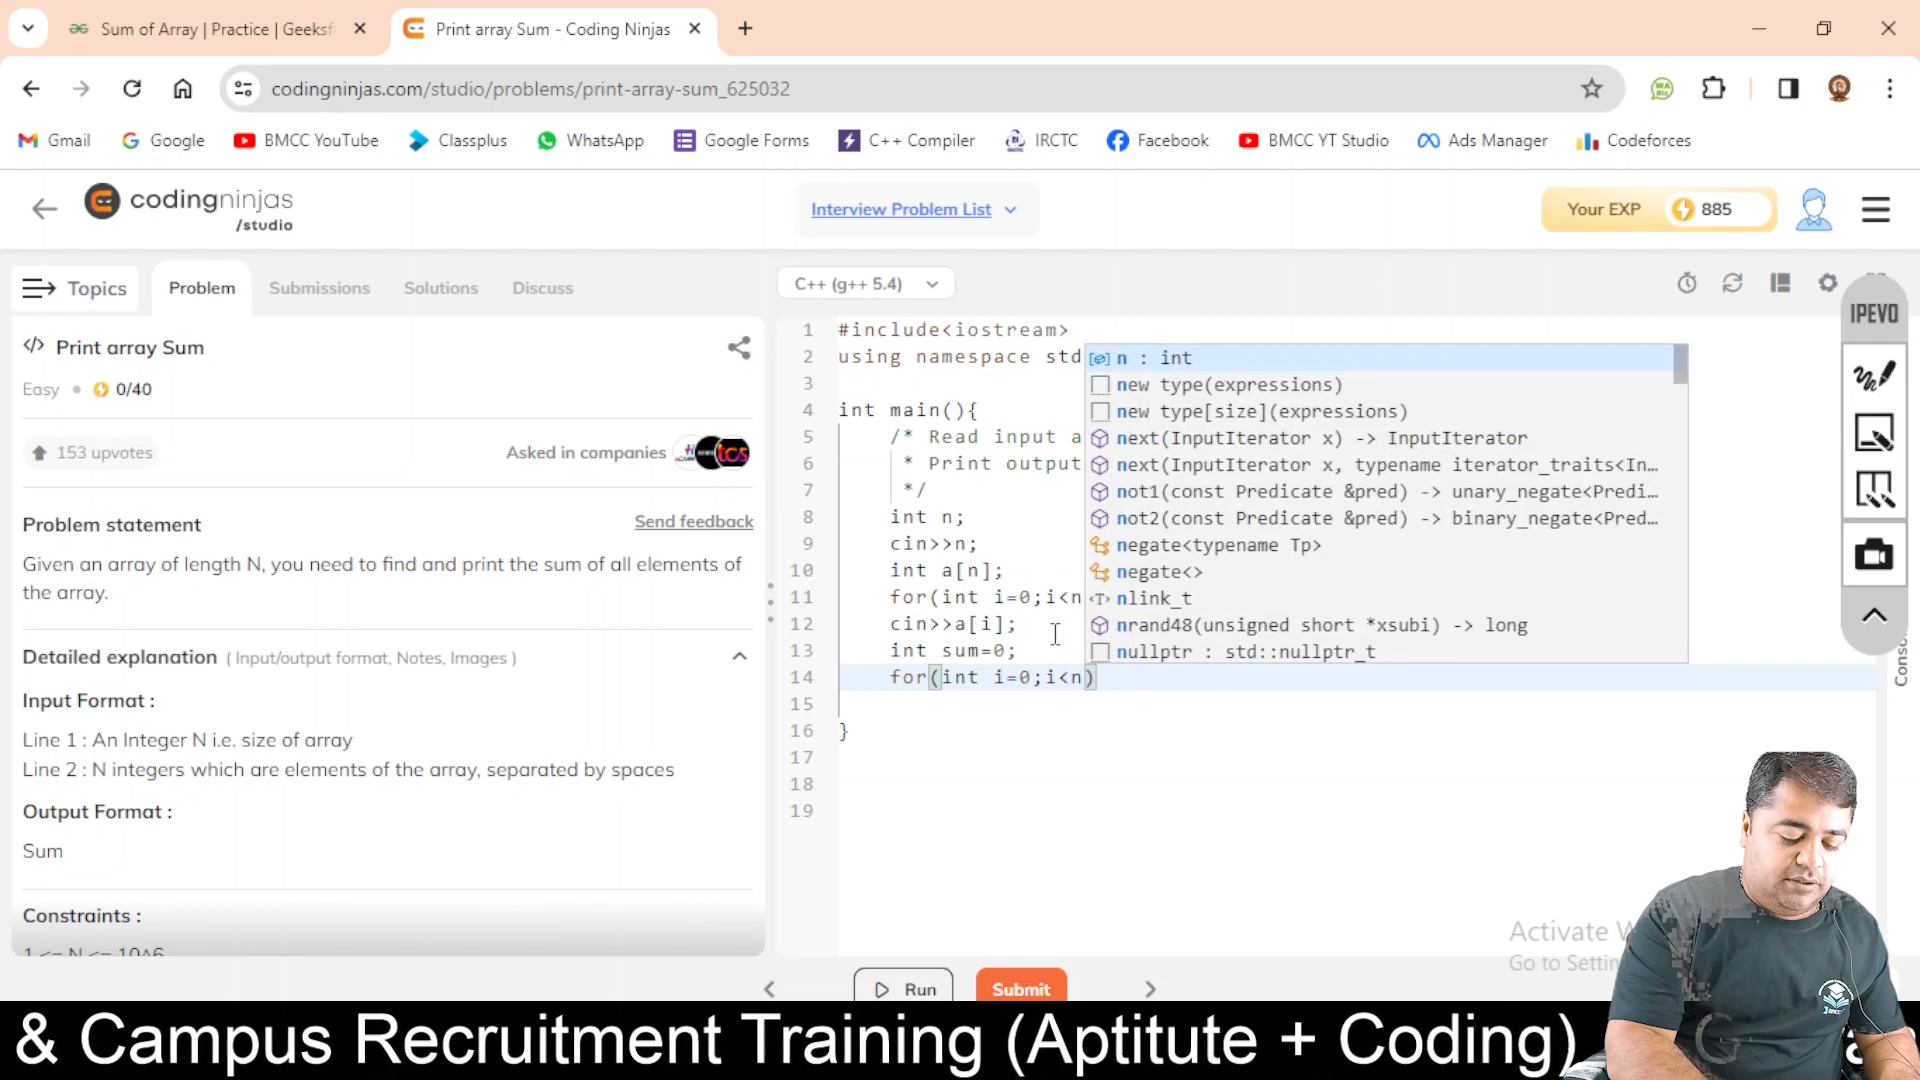 Sum of Array | Practice | Geeksf
Print array Sum - Coding Ninjas
codingninjas.com/studio/problems/print-array-sum_625032
Gmail
Google
BMCC YouTube
Classplus
WhatsApp
Google Forms
C++ Compiler
IRCTC
Facebook
BMCC YT Studio
Ads Manager
Codeforces
codingninjas
/studio
Interview Problem List
Your EXP 885
Topics
Problem
Submissions
Solutions
Discuss
C++ (g++ 5.4)
IPEVO
</> Print array Sum
Easy • 0/40
153 upvotes
Asked in companies
tcs
Problem statement
Send feedback
Given an array of length N, you need to find and print the sum of all elements of
the array.
Detailed explanation ( Input/output format, Notes, Images )
Input Format :
Line 1 : An Integer N i.e. size of array
Line 2 : N integers which are elements of the array, separated by spaces
Output Format :
Sum
Constraints :
1 <= N <= 10^6
1 #include<iostream>
2 using namespace std
3
4 int main(){
5 /* Read input a
6 * Print output
7 */
8 int n;
9 cin>>n;
10 int a[n];
11 for(int i=0;i<n
12 cin>>a[i];
13 int sum=0;
14 for(int i=0;i<n)
15
16 }
17
18
19
n : int
new type(expressions)
new type[size](expressions)
next(InputIterator x) -> InputIterator
next(InputIterator x, typename iterator_traits<In…
not1(const Predicate &pred) -> unary_negate<Predi…
not2(const Predicate &pred) -> binary_negate<Pred…
negate<typename Tp>
negate<>
nlink_t
nrand48(unsigned short *xsubi) -> long
nullptr : std::nullptr_t
Conso
Activate W
Go to Settin
Run
Submit
BMCC
& Campus Recruitment Training (Aptitute + Coding)